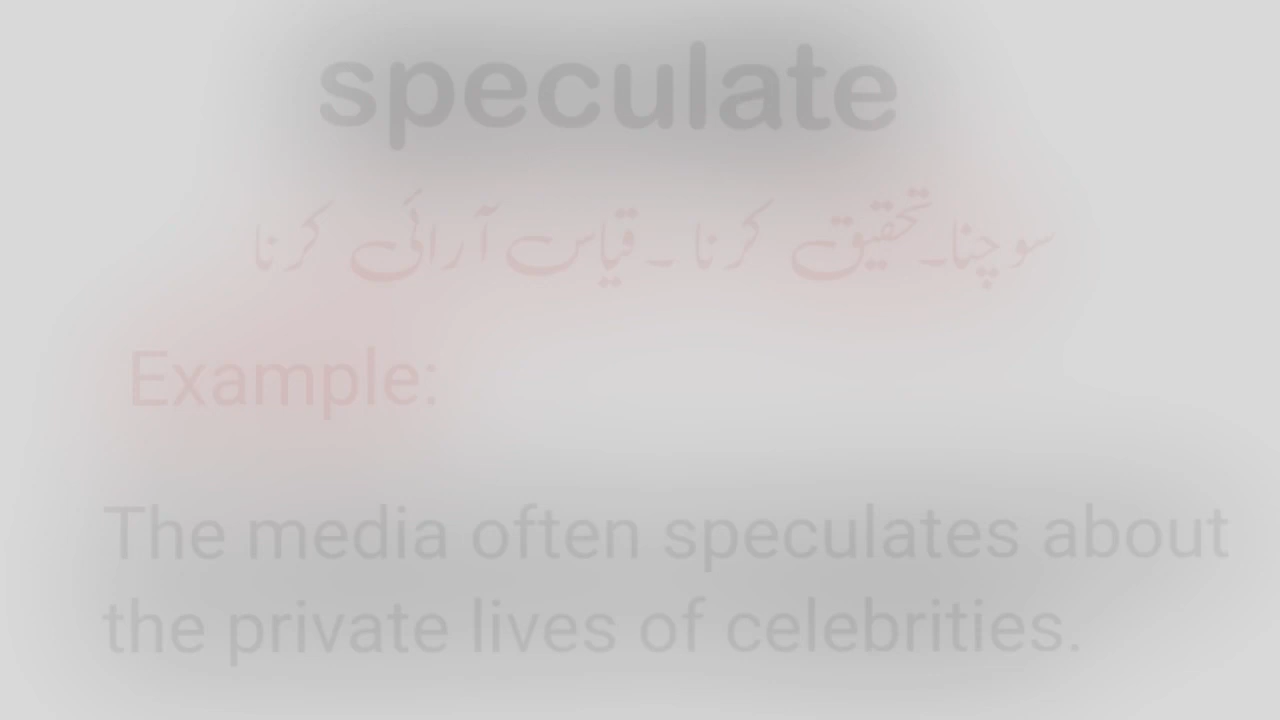 speculate
سوچنا۔تحقیق کرنا ۔قیاس آرائی کرنا
Example:
The media often speculates about
the private lives of celebrities.